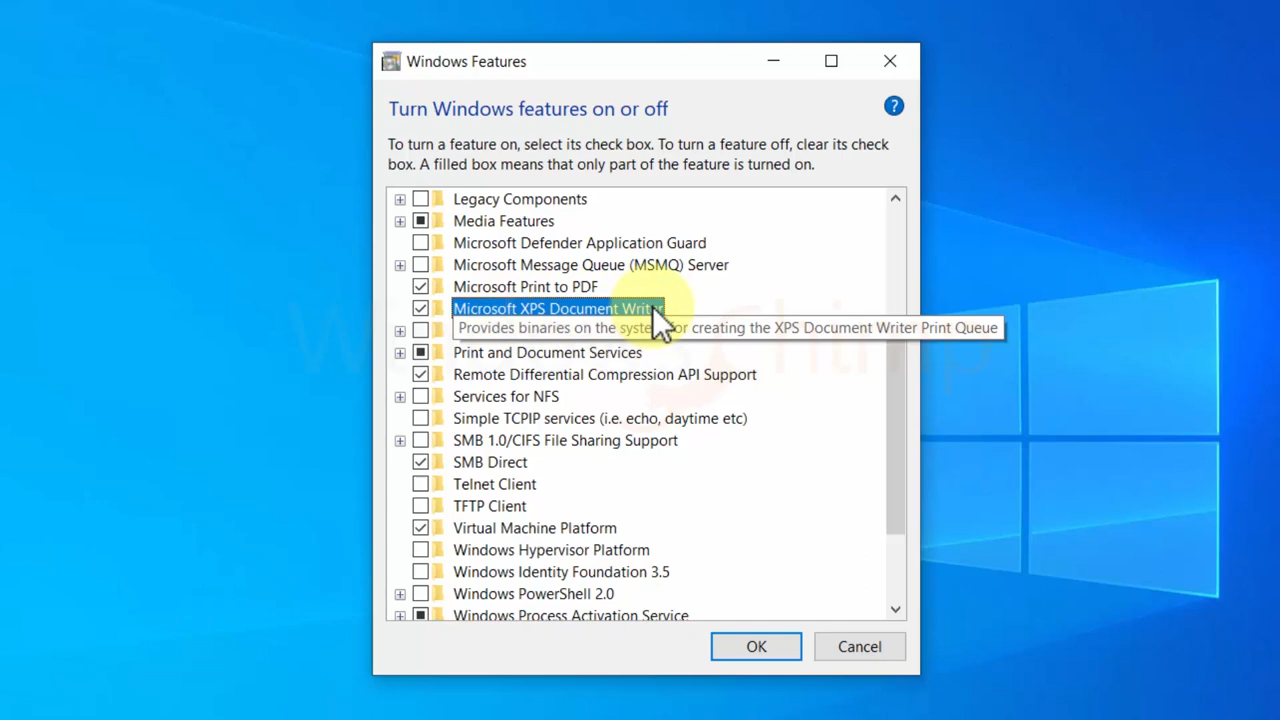 Windows Features
Turn Windows features on or off
?
To turn a feature on, select its check box. To turn a feature off, clear its check
box. A filled box means that only part of the feature is turned on.
Legacy Components
Media Features
Microsoft Defender Application Guard
Microsoft Message Queue (MSMQ) Server
Microsoft Print to PDF
Microsoft XPS Document Writer
Provides binaries on the system for creating the XPS Document Writer Print Queue
Print and Document Services
Remote Differential Compression API Support
Services for NFS
Simple TCPIP services (i.e. echo, daytime etc)
SMB 1.0/CIFS File Sharing Support
SMB Direct
Telnet Client
TFTP Client
Virtual Machine Platform
Windows Hypervisor Platform
Windows Identity Foundation 3.5
Windows PowerShell 2.0
Windows Process Activation Service
OK
Cancel